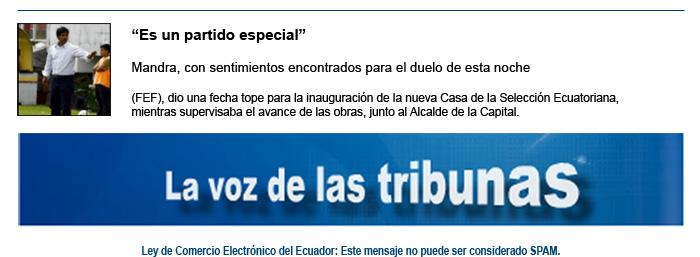 “Es un partido especial”
Mandra, con sentimientos encontrados para el duelo de esta noche
(FEF), dio una fecha tope para la inauguración de la nueva Casa de la Selección Ecuatoriana,
mientras supervisaba el avance de las obras, junto al Alcalde de la Capital.
La voz de las tribunas
Ley de Comercio Electrónico del Ecuador: Este mensaje no puede ser considerado SPAM.